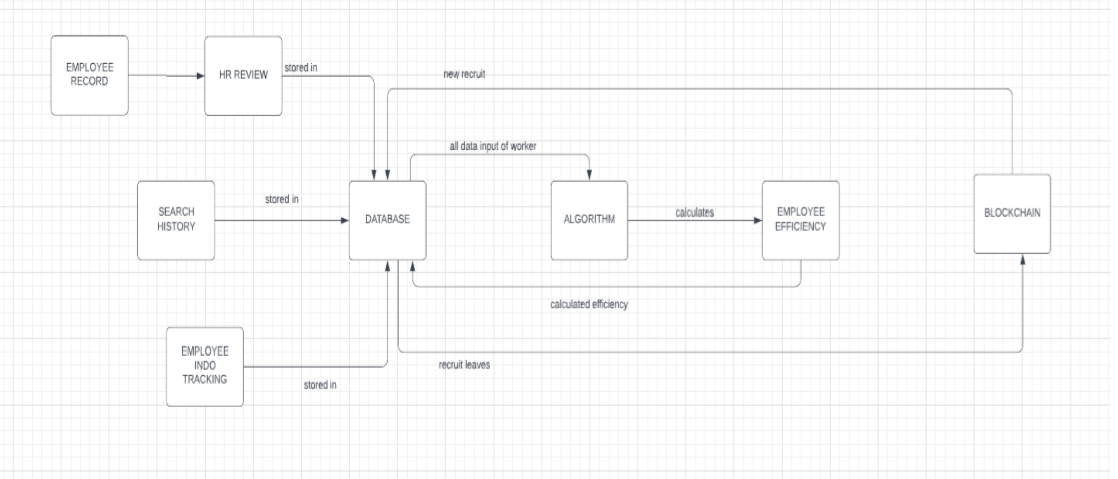 EMPLOYEE
RECORD
HR REVIEW
stored in
new recruit
all data input of worker
SEARCH
HISTORY
stored in
DATABASE
ALGORITHM
calculates
EMPLOYEE
EFFICIENCY
BLOCKCHAIN
calculated efficiency
EMPLOYEE
INDO
TRACKING
stored in
recruit leaves